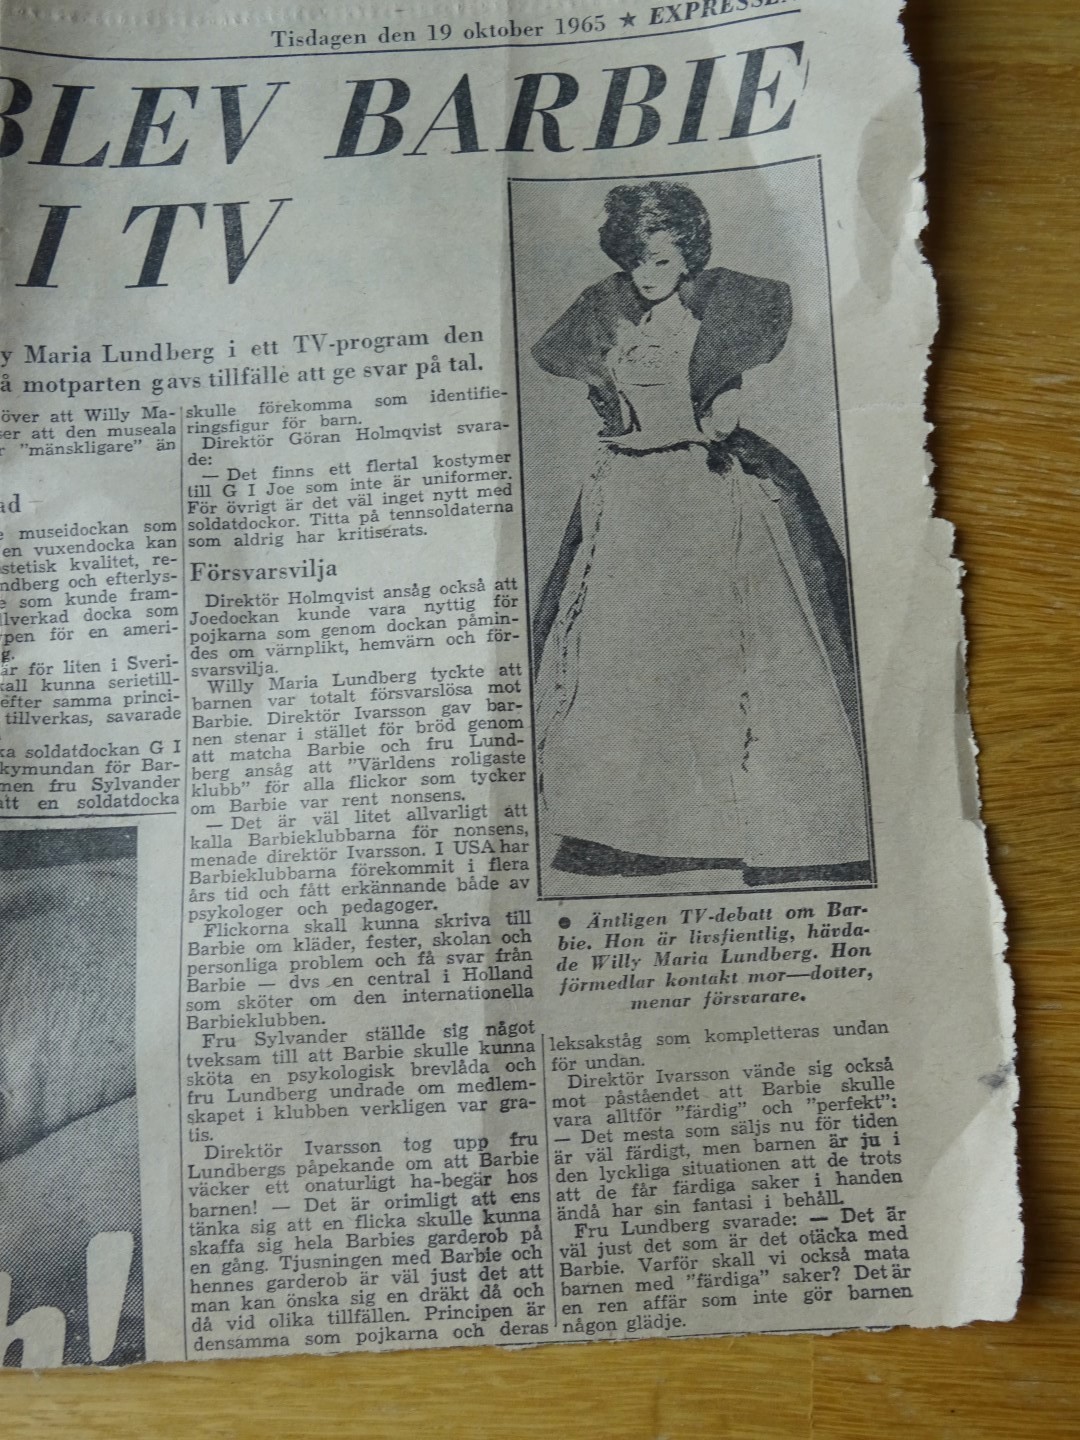 Tisdagen den 19 oktober 1965 ★ EXPRESSEN
BLEV BARBIE
I TV
y Maria Lundberg i ett TV-program den
å motparten gavs tillfälle att ge svar på tal.
över att Willy Ma-
ser att den museala
r "mänskligare" än
ad
e museidockan som
en vuxendocka kan
stetisk kvalitet, re-
ndberg och efterlys-
e som kunde fram-
llverkad docka som
ypen för en ameri-
g.
är för liten i Sveri-
kall kunna serietill-
efter samma princi-
tillverkas, savarade
ka soldatdockan G I
kymundan för Bar-
men fru Sylvander
att en soldatdocka
skulle förekomma som identifie-
ringsfigur för barn.
Direktör Göran Holmqvist svara-
de:
— Det finns ett flertal kostymer
till G I Joe som inte är uniformer.
För övrigt är det väl inget nytt med
soldatdockor. Titta på tennsoldaterna
som aldrig har kritiserats.
Försvarsvilja
Direktör Holmqvist ansåg också att
Joedockan kunde vara nyttig för
pojkarna som genom dockan påmin-
des om värnplikt, hemvärn och för-
svarsvilja.
Willy Maria Lundberg tyckte att
barnen var totalt försvarslösa mot
Barbie. Direktör Ivarsson gav bar-
nen stenar i stället för bröd genom
att matcha Barbie och fru Lund-
berg ansåg att "Världens roligaste
klubb" för alla flickor som tycker
om Barbie var rent nonsens.
— Det är väl litet allvarligt att
kalla Barbieklubbarna för nonsens,
menade direktör Ivarsson. I USA har
Barbieklubbarna förekommit i flera
års tid och fått erkännande både av
psykologer och pedagoger.
Flickorna skall kunna skriva till
Barbie om kläder, fester, skolan och
personliga problem och få svar från
Barbie — dvs en central i Holland
som sköter om den internationella
Barbieklubben.
Fru Sylvander ställde sig något
tveksam till att Barbie skulle kunna
sköta en psykologisk brevlåda och
fru Lundberg undrade om medlem-
skapet i klubben verkligen var gra-
tis.
Direktör Ivarsson tog upp fru
Lundbergs påpekande om att Barbie
väcker ett onaturligt ha-begär hos
barnen! — Det är orimligt att ens
tänka sig att en flicka skulle kunna
skaffa sig hela Barbies garderob på
en gång. Tjusningen med Barbie och
hennes garderob är väl just det att
man kan önska sig en dräkt då och
då vid olika tillfällen. Principen är
densamma som pojkarna och deras
● Äntligen TV-debatt om Bar-
bie. Hon är livsfientlig, hävda-
de Willy Maria Lundberg. Hon
förmedlar kontakt mor—dotter,
menar försvarare.
leksakståg som kompletteras undan
för undan.
Direktör Ivarsson vände sig också
mot påståendet att Barbie skulle
vara alltför "färdig" och "perfekt":
— Det mesta som säljs nu för tiden
är väl färdigt, men barnen är ju i
den lyckliga situationen att de trots
att de får färdiga saker i handen
ändå har sin fantasi i behåll.
Fru Lundberg svarade: — Det är
väl just det som är det otäcka med
Barbie. Varför skall vi också mata
barnen med "färdiga" saker? Det är
en ren affär som inte gör barnen
någon glädje.
h!